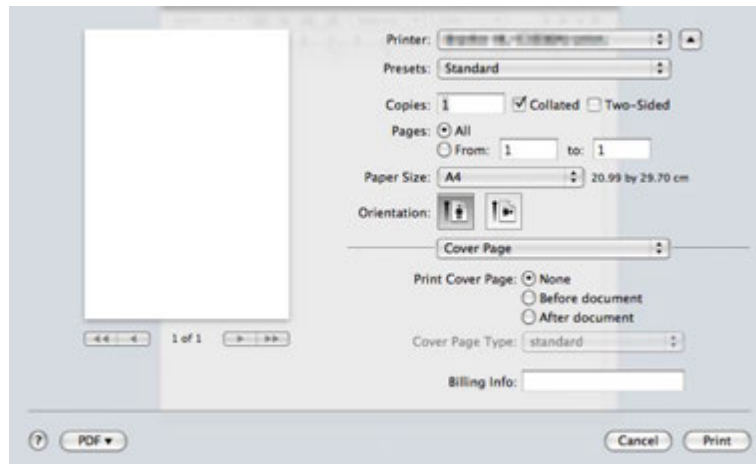 Printer:
Presets: Standard
Copies: 1 Collated Two-Sided
Pages: All
From: 1 to: 1
Paper Size: A4 20.99 by 29.70 cm
Orientation:
Cover Page
Print Cover Page: None
Before document
After document
1 of 1
Cover Page Type: standard
Billing Info:
? PDF Cancel Print